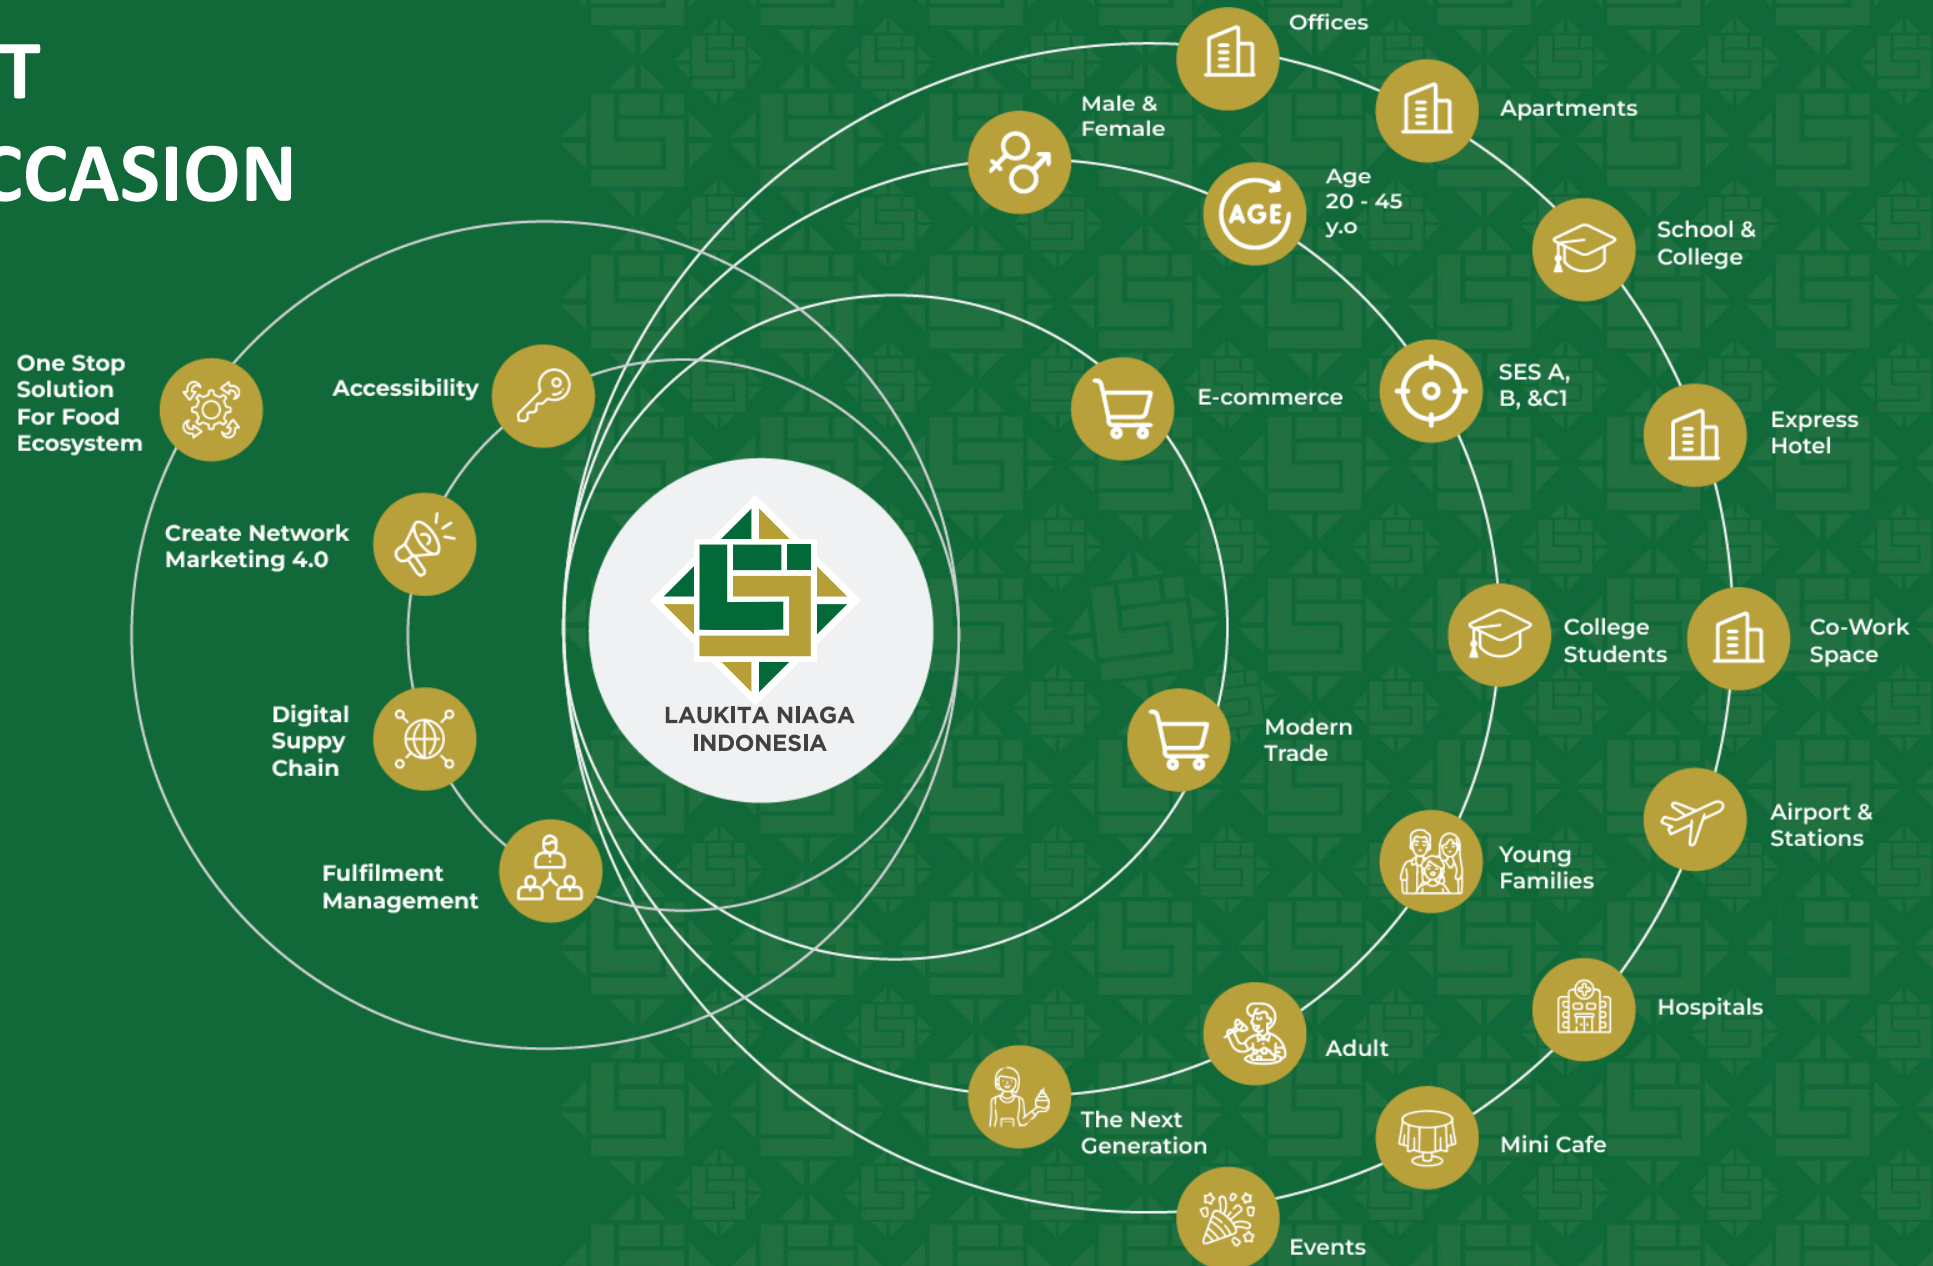 T
CCASION
Offices
Apartments
Male &
Female
Age
20 - 45
y.o
AGE
School &
College
One Stop
Solution
For Food
Ecosystem
Accessibility
E-commerce
SES A,
B, &C1
Express
Hotel
Create Network
Marketing 4.0
LAUKITA NIAGA
INDONESIA
College
Students
Co-Work
Space
Digital
Suppy
Chain
Modern
Trade
Airport &
Stations
Fulfilment
Management
Young
Families
Hospitals
Adult
The Next
Generation
Mini Cafe
Events